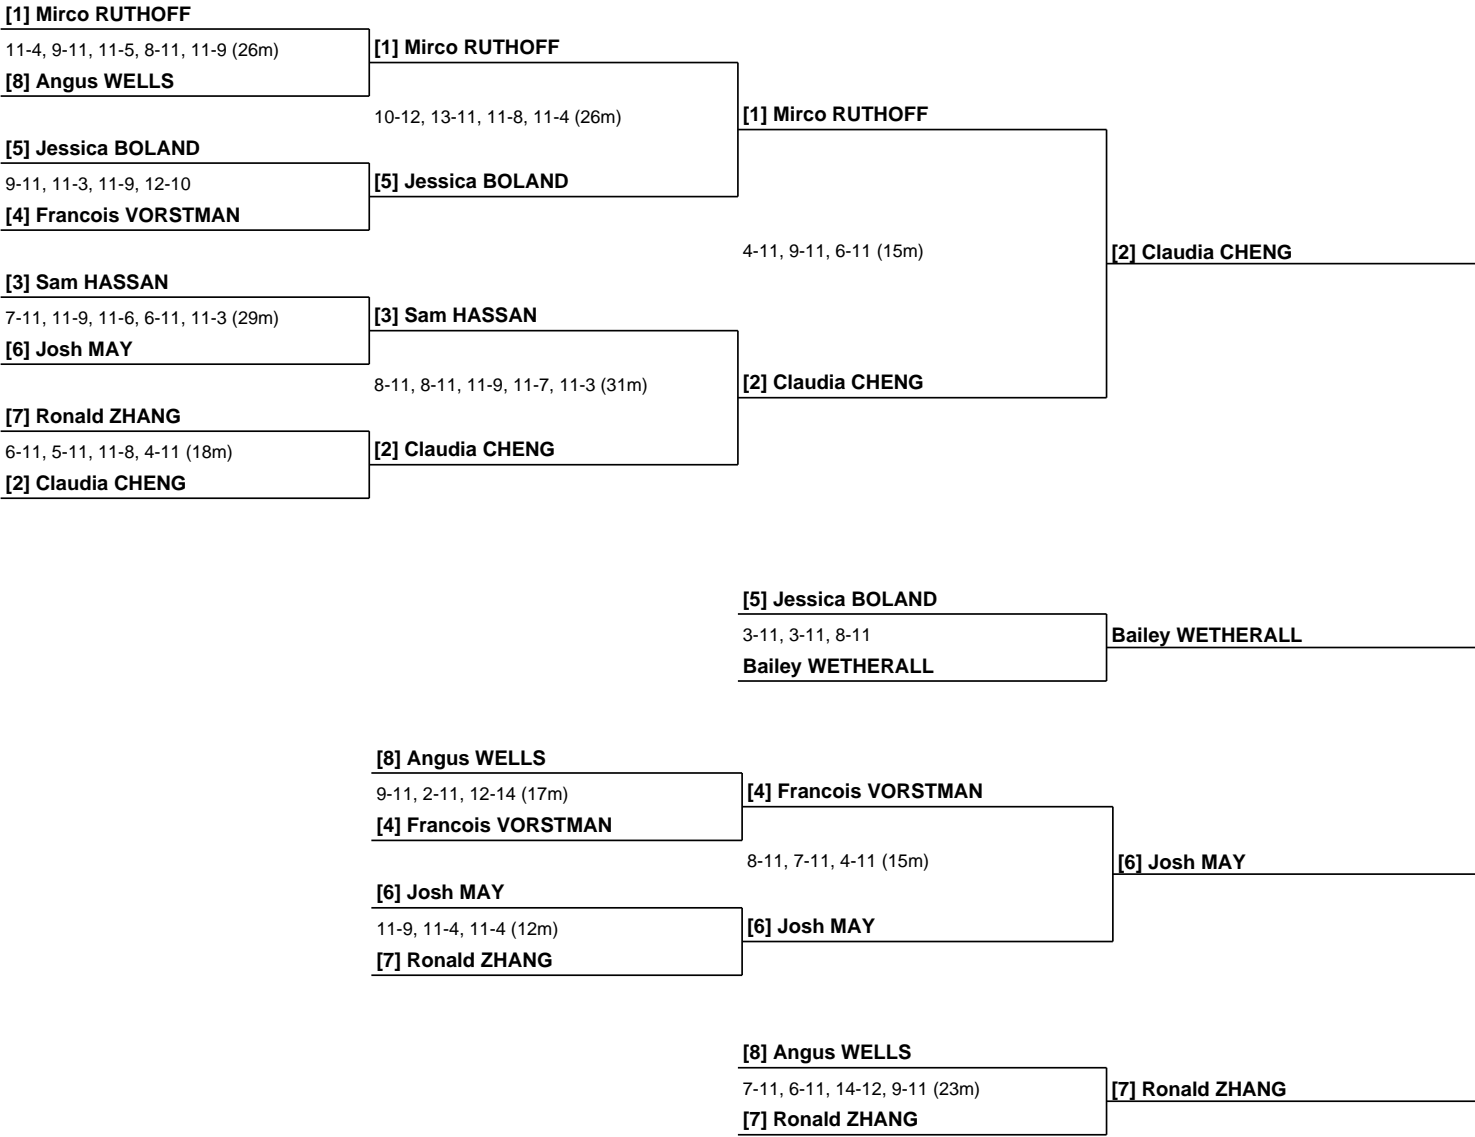 [1] Mirco RUTHOFF
11-4, 9-11, 11-5, 8-11, 11-9 (26m)
[8] Angus WELLS
[1] Mirco RUTHOFF
10-12, 13-11, 11-8, 11-4 (26m)
[1] Mirco RUTHOFF
[5] Jessica BOLAND
9-11, 11-3, 11-9, 12-10
[4] Francois VORSTMAN
[5] Jessica BOLAND
4-11, 9-11, 6-11 (15m)
[2] Claudia CHENG
[3] Sam HASSAN
7-11, 11-9, 11-6, 6-11, 11-3 (29m)
[6] Josh MAY
[3] Sam HASSAN
8-11, 8-11, 11-9, 11-7, 11-3 (31m)
[2] Claudia CHENG
[7] Ronald ZHANG
6-11, 5-11, 11-8, 4-11 (18m)
[2] Claudia CHENG
[2] Claudia CHENG
[5] Jessica BOLAND
3-11, 3-11, 8-11
Bailey WETHERALL
Bailey WETHERALL
[8] Angus WELLS
9-11, 2-11, 12-14 (17m)
[4] Francois VORSTMAN
[4] Francois VORSTMAN
8-11, 7-11, 4-11 (15m)
[6] Josh MAY
[6] Josh MAY
11-9, 11-4, 11-4 (12m)
[7] Ronald ZHANG
[6] Josh MAY
[8] Angus WELLS
7-11, 6-11, 14-12, 9-11 (23m)
[7] Ronald ZHANG
[7] Ronald ZHANG